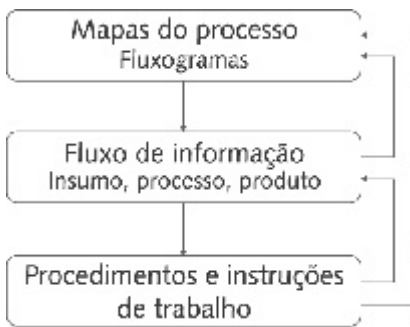 Mapas do processo
Fluxogramas
Fluxo de informação
Insumo, processo, produto
Procedimentos e instruções
de trabalho